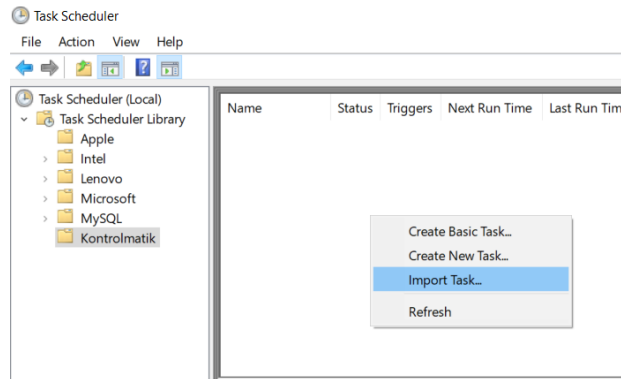 Task Scheduler
File Action View Help
Task Scheduler (Local)
Task Scheduler Library
Apple
Intel
Lenovo
Microsoft
MySQL
Kontrolmatik
Name Status Triggers Next Run Time Last Run Tim
Create Basic Task...
Create New Task...
Import Task...
Refresh